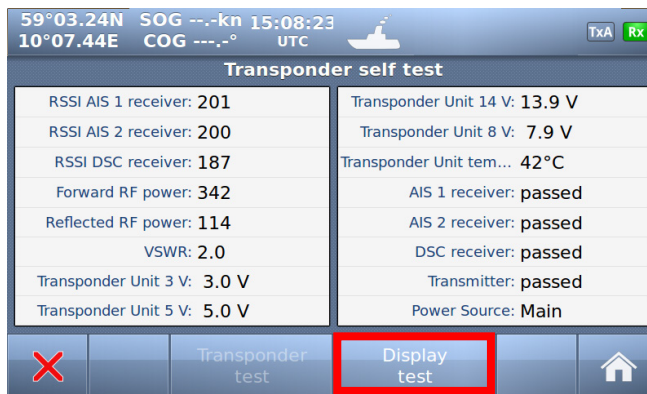 59°03.24N SOG --.-kn 15:08:23
10°07.44E COG ---.-° UTC
TxA Rx
Transponder self test
RSSI AIS 1 receiver: 201
RSSI AIS 2 receiver: 200
RSSI DSC receiver: 187
Forward RF power: 342
Reflected RF power: 114
VSWR: 2.0
Transponder Unit 3 V: 3.0 V
Transponder Unit 5 V: 5.0 V
Transponder Unit 14 V: 13.9 V
Transponder Unit 8 V: 7.9 V
Transponder Unit tem... 42°C
AIS 1 receiver: passed
AIS 2 receiver: passed
DSC receiver: passed
Transmitter: passed
Power Source: Main
Transponder
test
Display
test